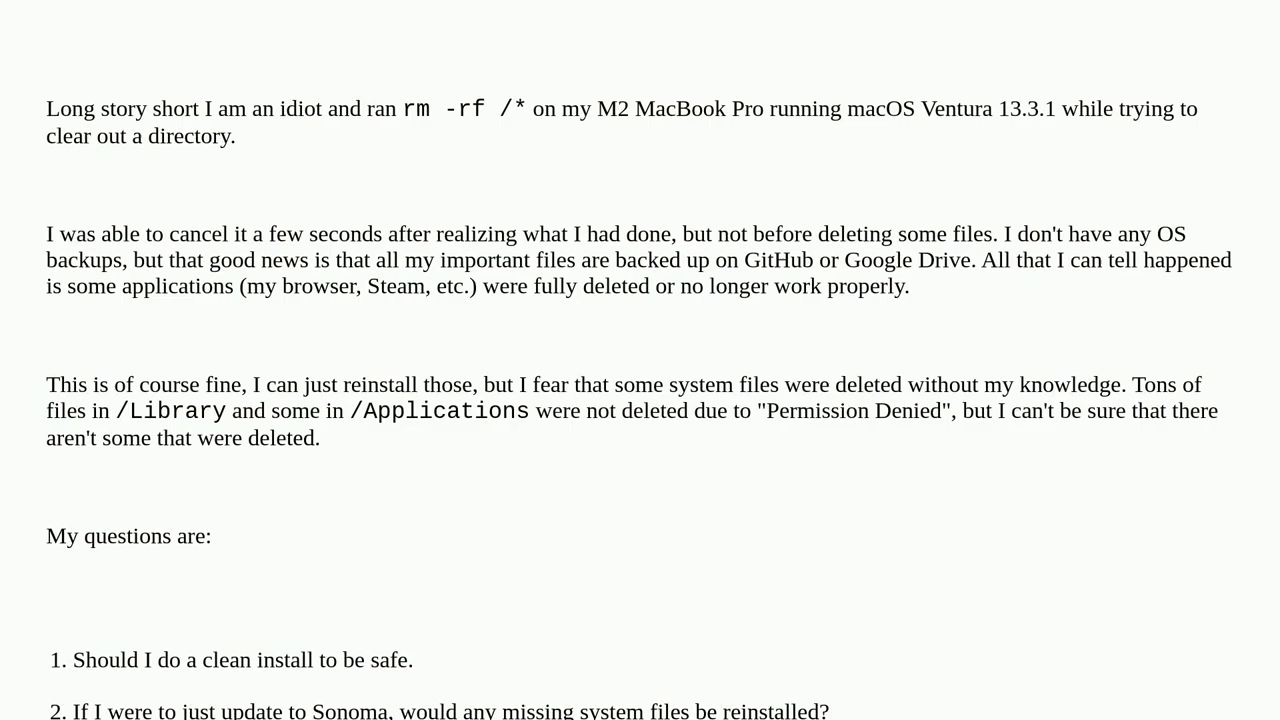 Long story short I am an idiot and ran rm -rf /* on my M2 MacBook Pro running macOS Ventura 13.3.1 while trying to
clear out a directory.
I was able to cancel it a few seconds after realizing what I had done, but not before deleting some files. I don't have any OS
backups, but that good news is that all my important files are backed up on GitHub or Google Drive. All that I can tell happened
is some applications (my browser, Steam, etc.) were fully deleted or no longer work properly.
This is of course fine, I can just reinstall those, but I fear that some system files were deleted without my knowledge. Tons of
files in /Library and some in /Applications were not deleted due to "Permission Denied", but I can't be sure that there
aren't some that were deleted.
My questions are:
1. Should I do a clean install to be safe.
2. If I were to just update to Sonoma, would any missing system files be reinstalled?